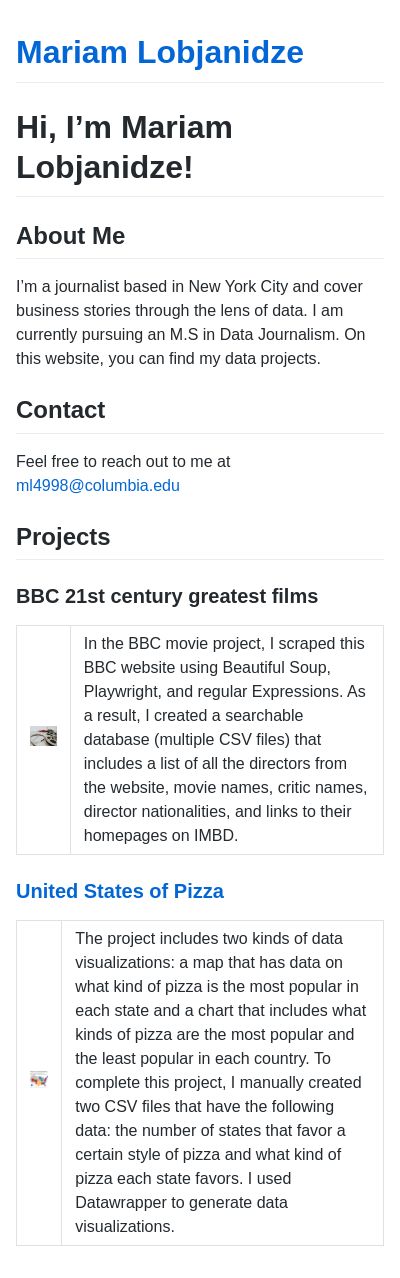 Mariam Lobjanidze
Hi, I’m Mariam
Lobjanidze!
About Me
I’m a journalist based in New York City and cover
business stories through the lens of data. I am
currently pursuing an M.S in Data Journalism. On
this website, you can find my data projects.
Contact
Feel free to reach out to me at
ml4998@columbia.edu
Projects
BBC 21st century greatest films
In the BBC movie project, I scraped this
BBC website using Beautiful Soup,
Playwright, and regular Expressions. As
a result, I created a searchable
database (multiple CSV files) that
includes a list of all the directors from
the website, movie names, critic names,
director nationalities, and links to their
homepages on IMBD.
United States of Pizza
The project includes two kinds of data
visualizations: a map that has data on
what kind of pizza is the most popular in
each state and a chart that includes what
kinds of pizza are the most popular and
the least popular in each country. To
complete this project, I manually created
two CSV files that have the following
data: the number of states that favor a
certain style of pizza and what kind of
pizza each state favors. I used
Datawrapper to generate data
visualizations.